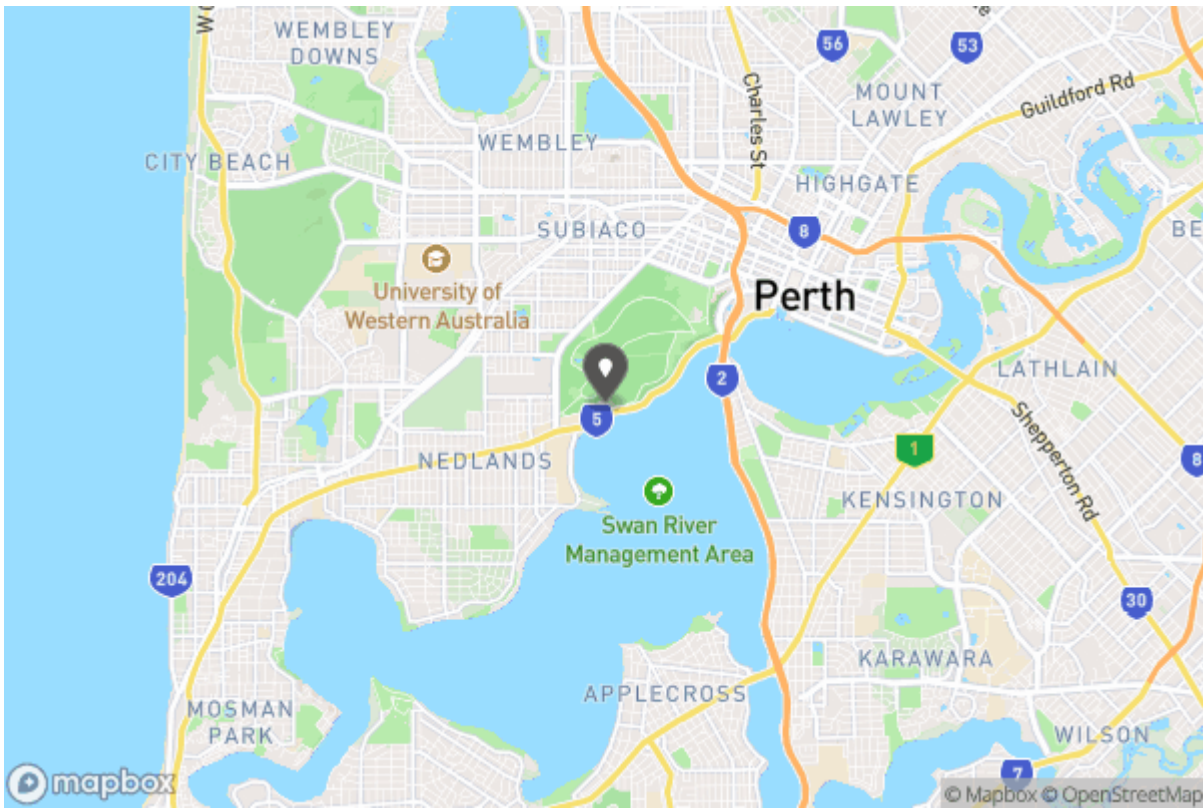 WEMBLEY
DOWNS
56
53
Charles St
MOUNT
LAWLEY
Guildford Rd
WEMBLEY
CITY BEACH
HIGHGATE
SUBIACO
8
University of
Western Australia
Perth
2
LATHLAIN
5
Shepperton Rd
1
8
NEDLANDS
KENSINGTON
Swan River
Management Area
204
30
KARAWARA
APPLECROSS
MOSMAN
PARK
WILSON
7
mapbox
© Mapbox © OpenStreetMap